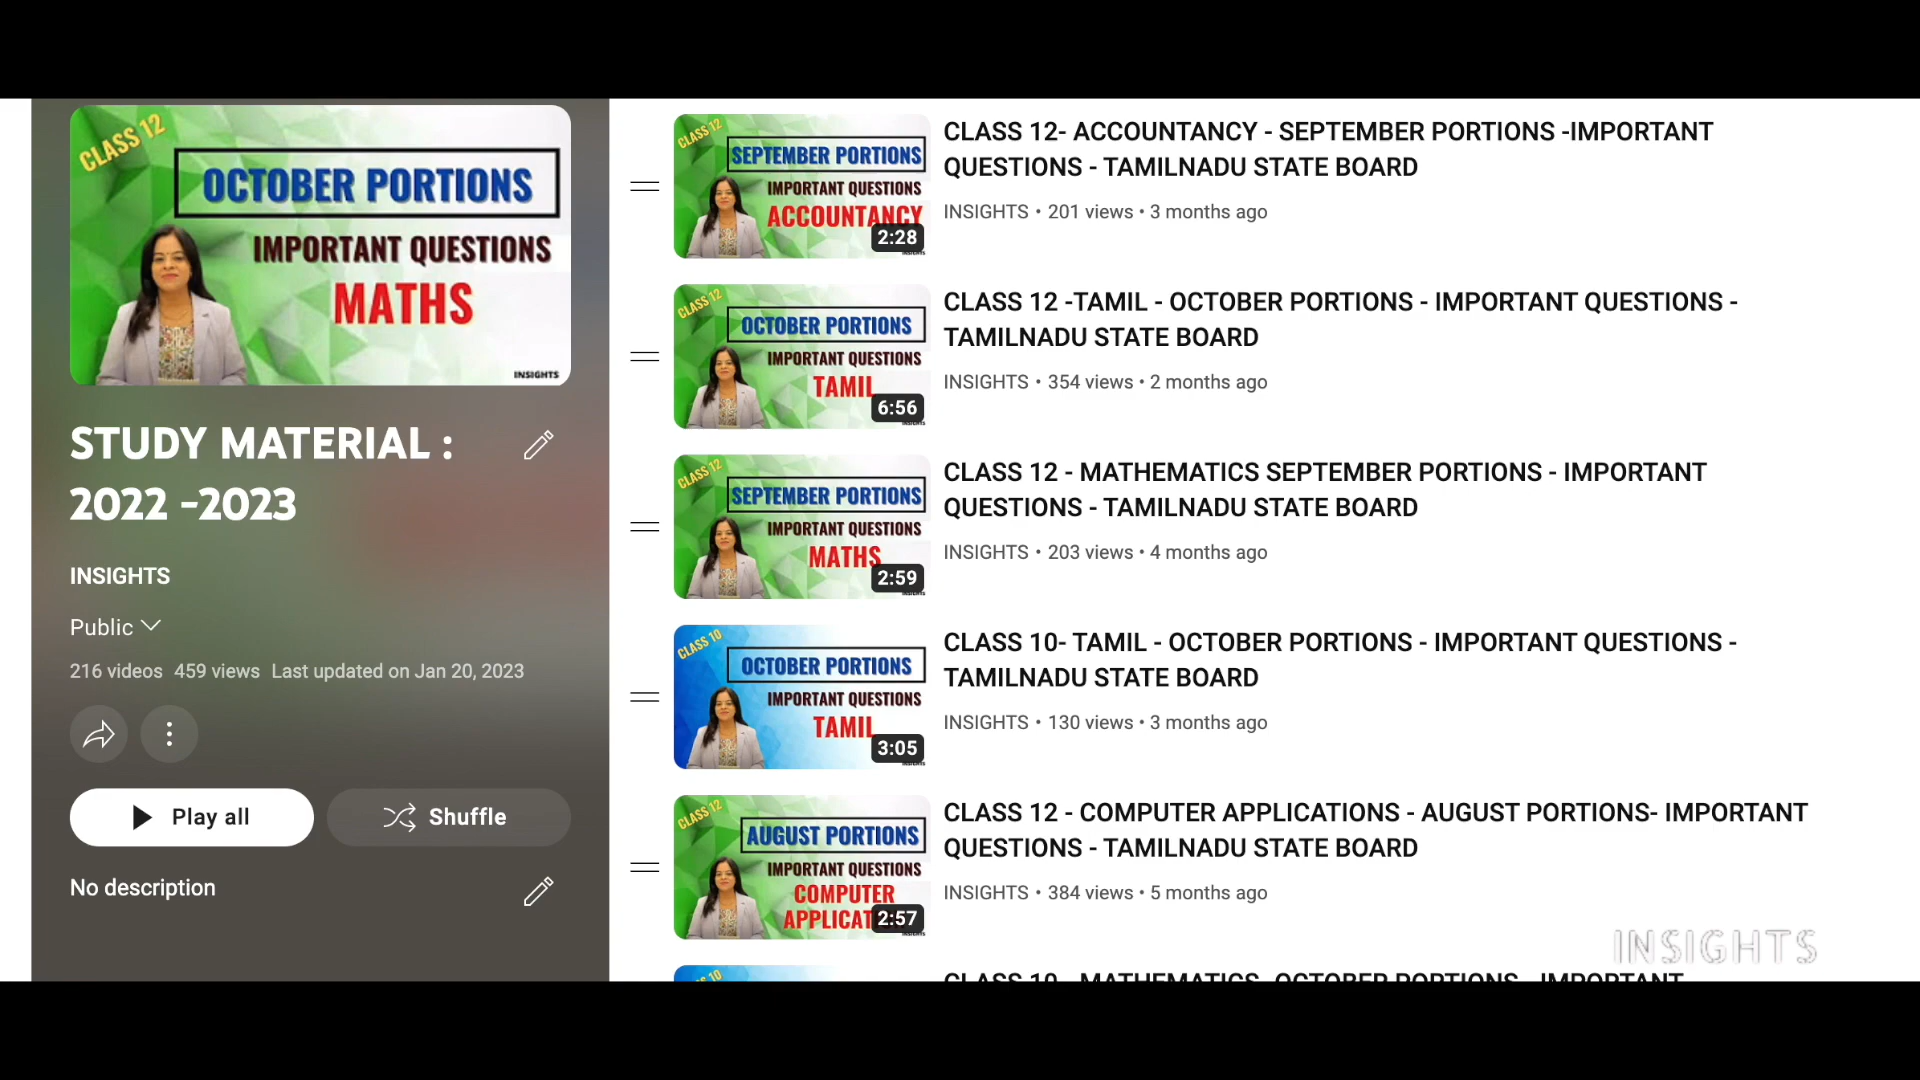 CLASS 12
OCTOBER PORTIONS
IMPORTANT QUESTIONS
MATHS
INSIGHTS
STUDY MATERIAL :
2022 -2023
INSIGHTS
Public
216 videos 459 views Last updated on Jan 20, 2023
Play all
Shuffle
No description
CLASS 12
SEPTEMBER PORTIONS
IMPORTANT QUESTIONS
ACCOUNTANCY
2:28
CLASS 12- ACCOUNTANCY - SEPTEMBER PORTIONS -IMPORTANT
QUESTIONS - TAMILNADU STATE BOARD
INSIGHTS • 201 views • 3 months ago
CLASS 12
OCTOBER PORTIONS
IMPORTANT QUESTIONS
TAMIL
6:56
CLASS 12 -TAMIL - OCTOBER PORTIONS - IMPORTANT QUESTIONS -
TAMILNADU STATE BOARD
INSIGHTS • 354 views • 2 months ago
CLASS 12
SEPTEMBER PORTIONS
IMPORTANT QUESTIONS
MATHS
2:59
CLASS 12 - MATHEMATICS SEPTEMBER PORTIONS - IMPORTANT
QUESTIONS - TAMILNADU STATE BOARD
INSIGHTS • 203 views • 4 months ago
CLASS 10
OCTOBER PORTIONS
IMPORTANT QUESTIONS
TAMIL
3:05
CLASS 10- TAMIL - OCTOBER PORTIONS - IMPORTANT QUESTIONS -
TAMILNADU STATE BOARD
INSIGHTS • 130 views • 3 months ago
CLASS 12
AUGUST PORTIONS
IMPORTANT QUESTIONS
COMPUTER
APPLICAT
2:57
CLASS 12 - COMPUTER APPLICATIONS - AUGUST PORTIONS- IMPORTANT
QUESTIONS - TAMILNADU STATE BOARD
INSIGHTS • 384 views • 5 months ago
INSIGHTS
CLASS 10 - MATHEMATICS- OCTOBER PORTIONS - IMPORTANT